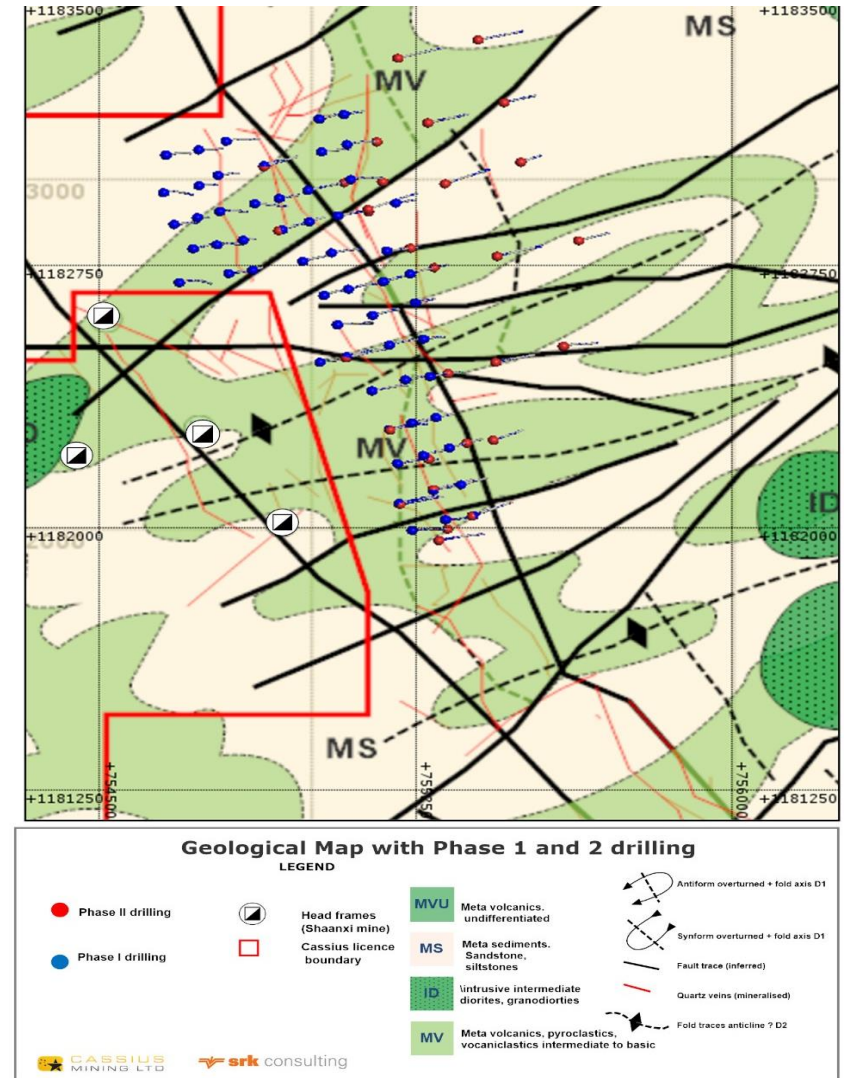 +1183500
+1183500
MS
MV
3000
+1182750
+1182750
MV
ID
+1182000
+1182000
MS
+754500
+756000
+1181250
+1181250
Geological Map with Phase 1 and 2 drilling
LEGEND
Phase II drilling
Phase I drilling
Head frames
(Shaanxi mine)
Cassius licence
boundary
MVU
Meta volcanics.
undifferentiated
MS
Meta sediments.
Sandstone,
siltstones
ID
\intrusive intermediate
diorites, granodiorties
MV
Meta volcanics, pyroclastics,
vocaniclastics intermediate to basic
Antiform overturned + fold axis D1
Synform overturned + fold axis D1
Fault trace (inferred)
Quartz veins (mineralised)
Fold traces anticline ? D2
CASSIUS
MINING LTD
srk consulting